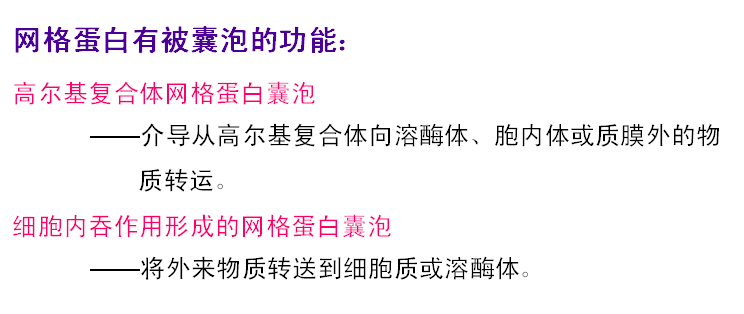 网格蛋白有被囊泡的功能：
高尔基复合体网格蛋白囊泡
——介导从高尔基复合体向溶酶体、胞内体或质膜外的物
质转运。
细胞内吞作用形成的网格蛋白囊泡
——将外来物质转送到细胞质或溶酶体。